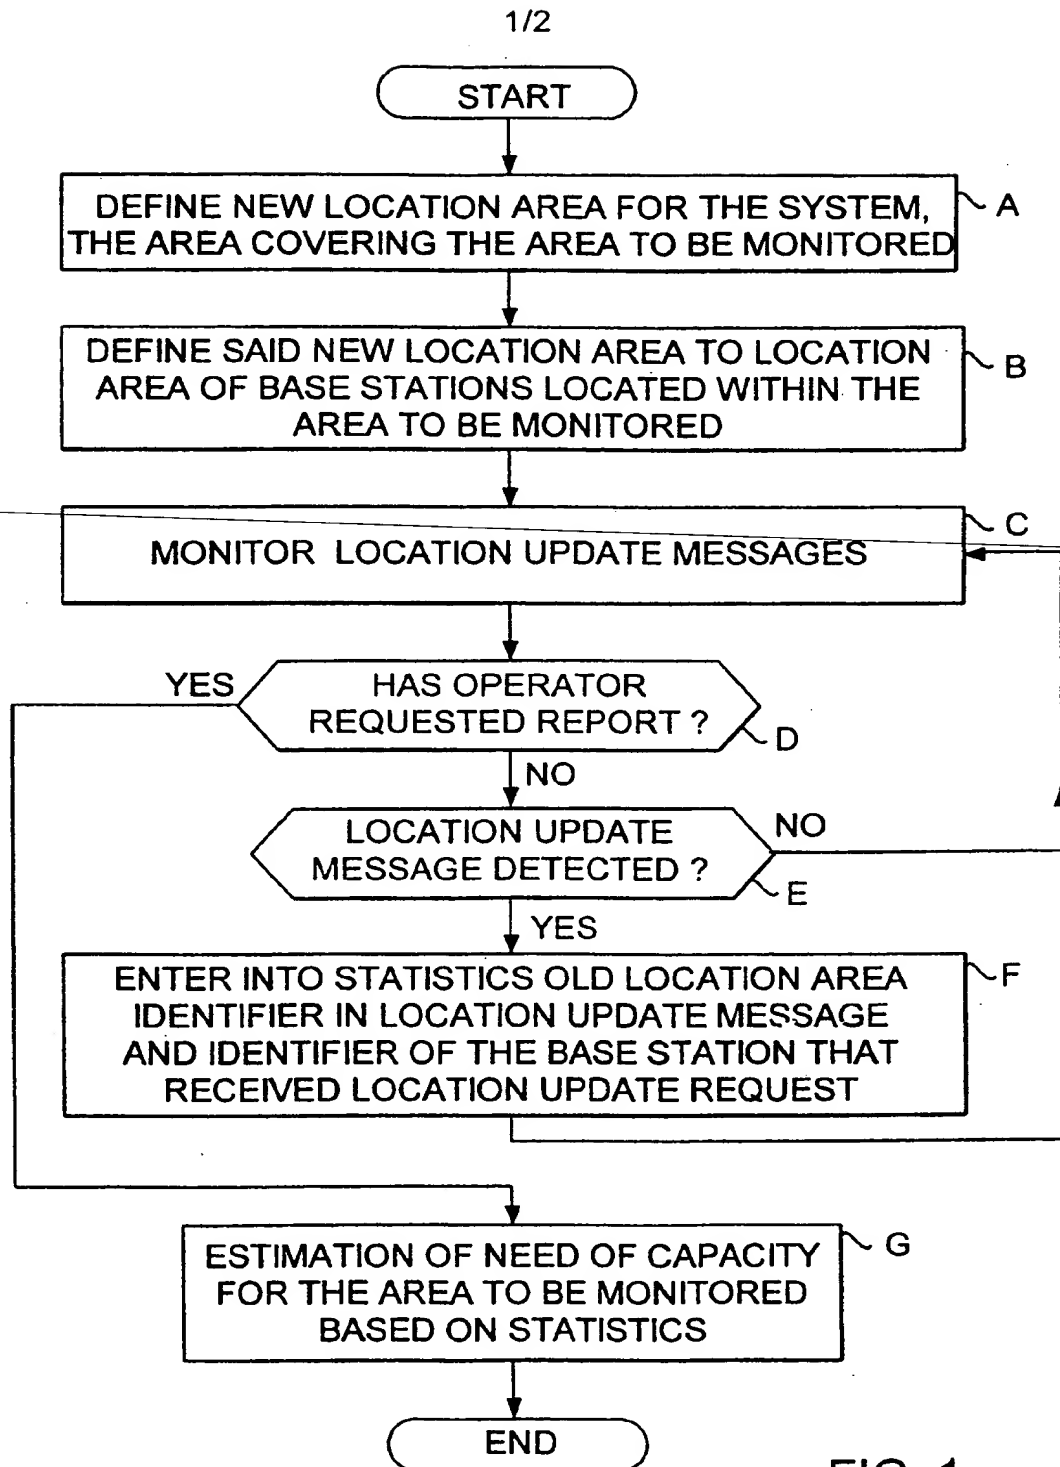 1/2
START
DEFINE NEW LOCATION AREA FOR THE SYSTEM,
THE AREA COVERING THE AREA TO BE MONITORED
A
DEFINE SAID NEW LOCATION AREA TO LOCATION
AREA OF BASE STATIONS LOCATED WITHIN THE
AREA TO BE MONITORED
B
MONITOR LOCATION UPDATE MESSAGES
C
YES
HAS OPERATOR
REQUESTED REPORT ?
D
NO
LOCATION UPDATE
MESSAGE DETECTED ?
NO
E
YES
ENTER INTO STATISTICS OLD LOCATION AREA
IDENTIFIER IN LOCATION UPDATE MESSAGE
AND IDENTIFIER OF THE BASE STATION THAT
RECEIVED LOCATION UPDATE REQUEST
F
ESTIMATION OF NEED OF CAPACITY
FOR THE AREA TO BE MONITORED
BASED ON STATISTICS
G
END
FIG. 1